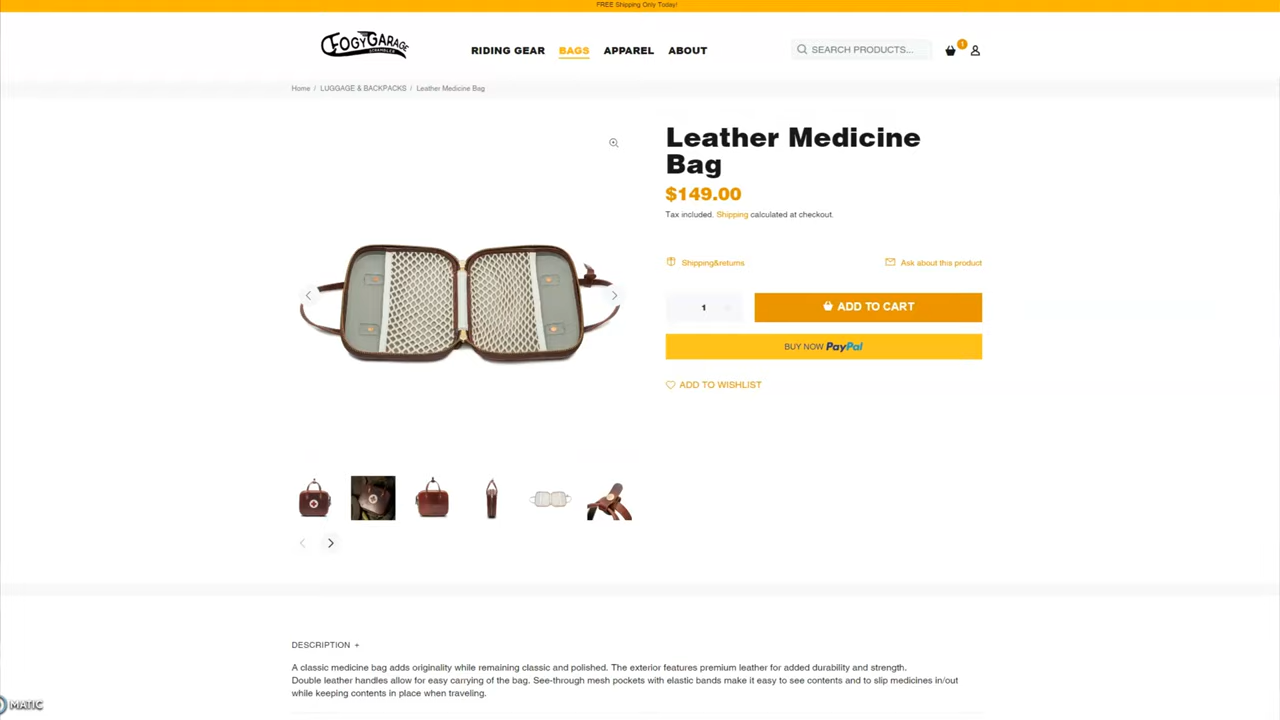 FREE Shipping Only Today!
FOGYGARAGE
SCRAMBLER
RIDING GEAR BAGS APPAREL ABOUT
SEARCH PRODUCTS...
1
Home / LUGGAGE & BACKPACKS / Leather Medicine Bag
Leather Medicine
Bag
$149.00
Tax included. Shipping calculated at checkout.
Shipping&returns
Ask about this product
1
ADD TO CART
BUY NOW PayPal
ADD TO WISHLIST
DESCRIPTION +
A classic medicine bag adds originality while remaining classic and polished. The exterior features premium leather for added durability and strength.
Double leather handles allow for easy carrying of the bag. See-through mesh pockets with elastic bands make it easy to see contents and to slip medicines in/out
while keeping contents in place when traveling.
MATIC